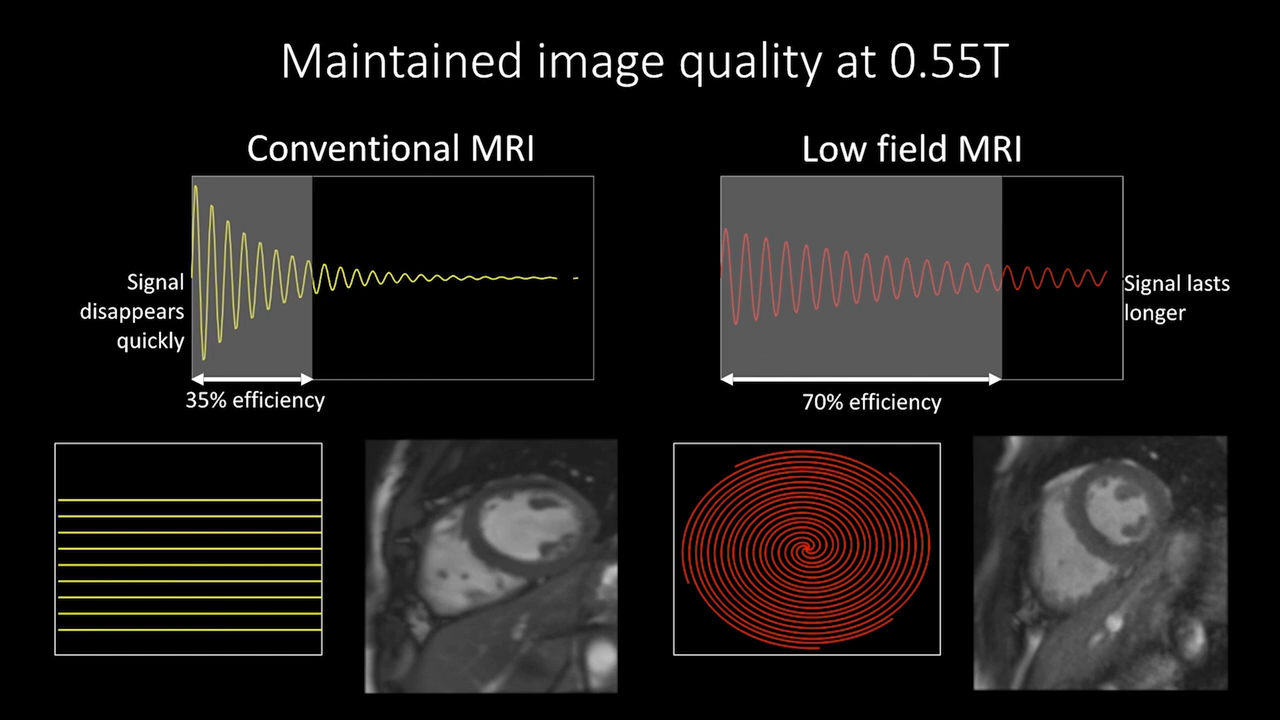 Maintained image quality at 0.55T
Conventional MRI
Signal
disappears
quickly
35% efficiency
Low field MRI
Signal lasts
longer
70% efficiency